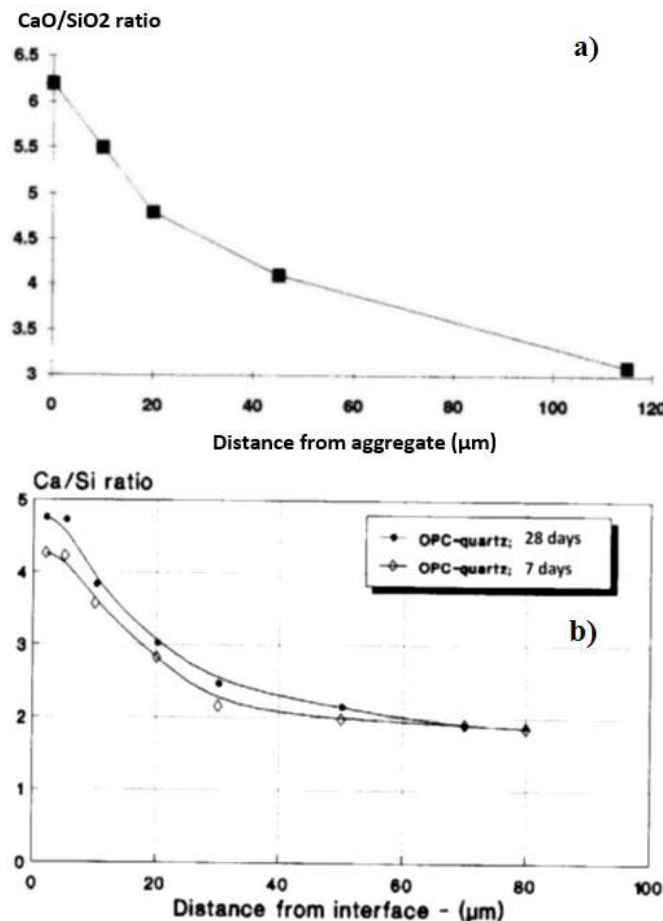 CaO/SiO2 ratio
a)
6.5
6
5.5
5
4.5
4
3.5
3
0 20 40 60 80 100 120
Distance from aggregate (µm)
Ca/Si ratio
5
OPC-quartz; 28 days
OPC-quartz; 7 days
4
b)
3
2
1
0
0 20 40 60 80 100
Distance from interface - (µm)